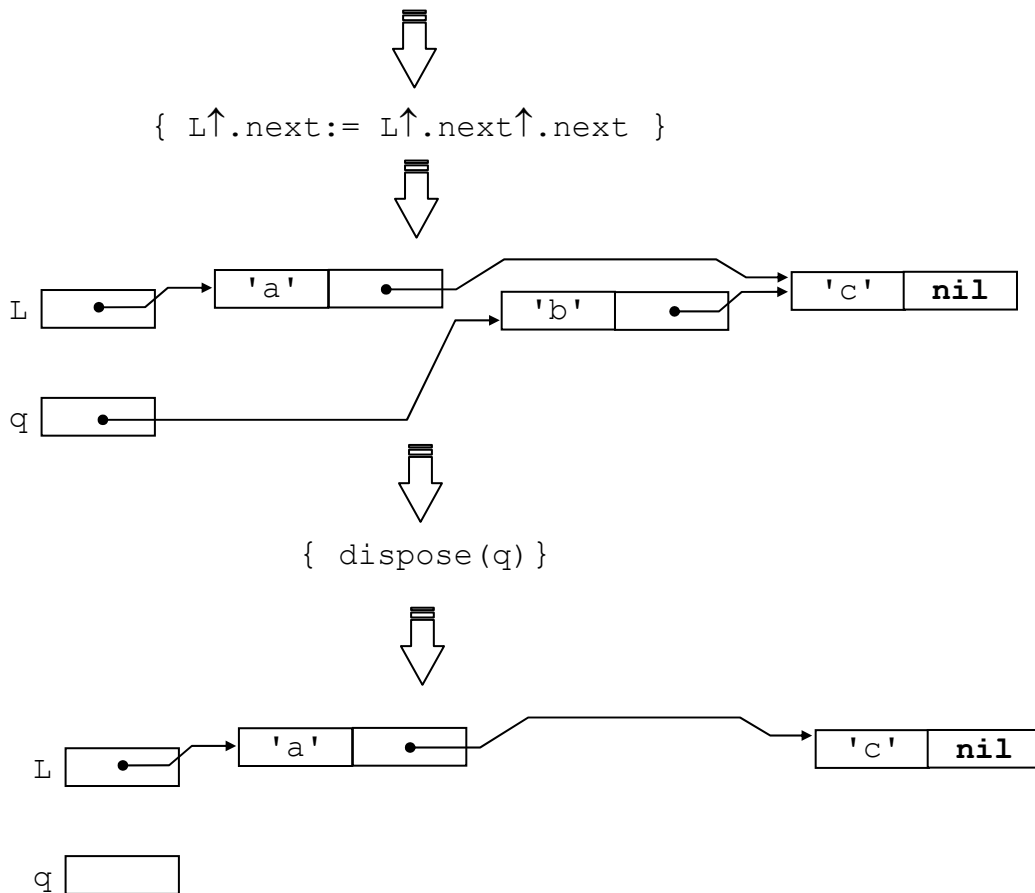 { L↑.next:= L↑.next↑.next }
L 'a' 'b' 'c' nil
q
{ dispose(q)}
L 'a' 'c' nil
q